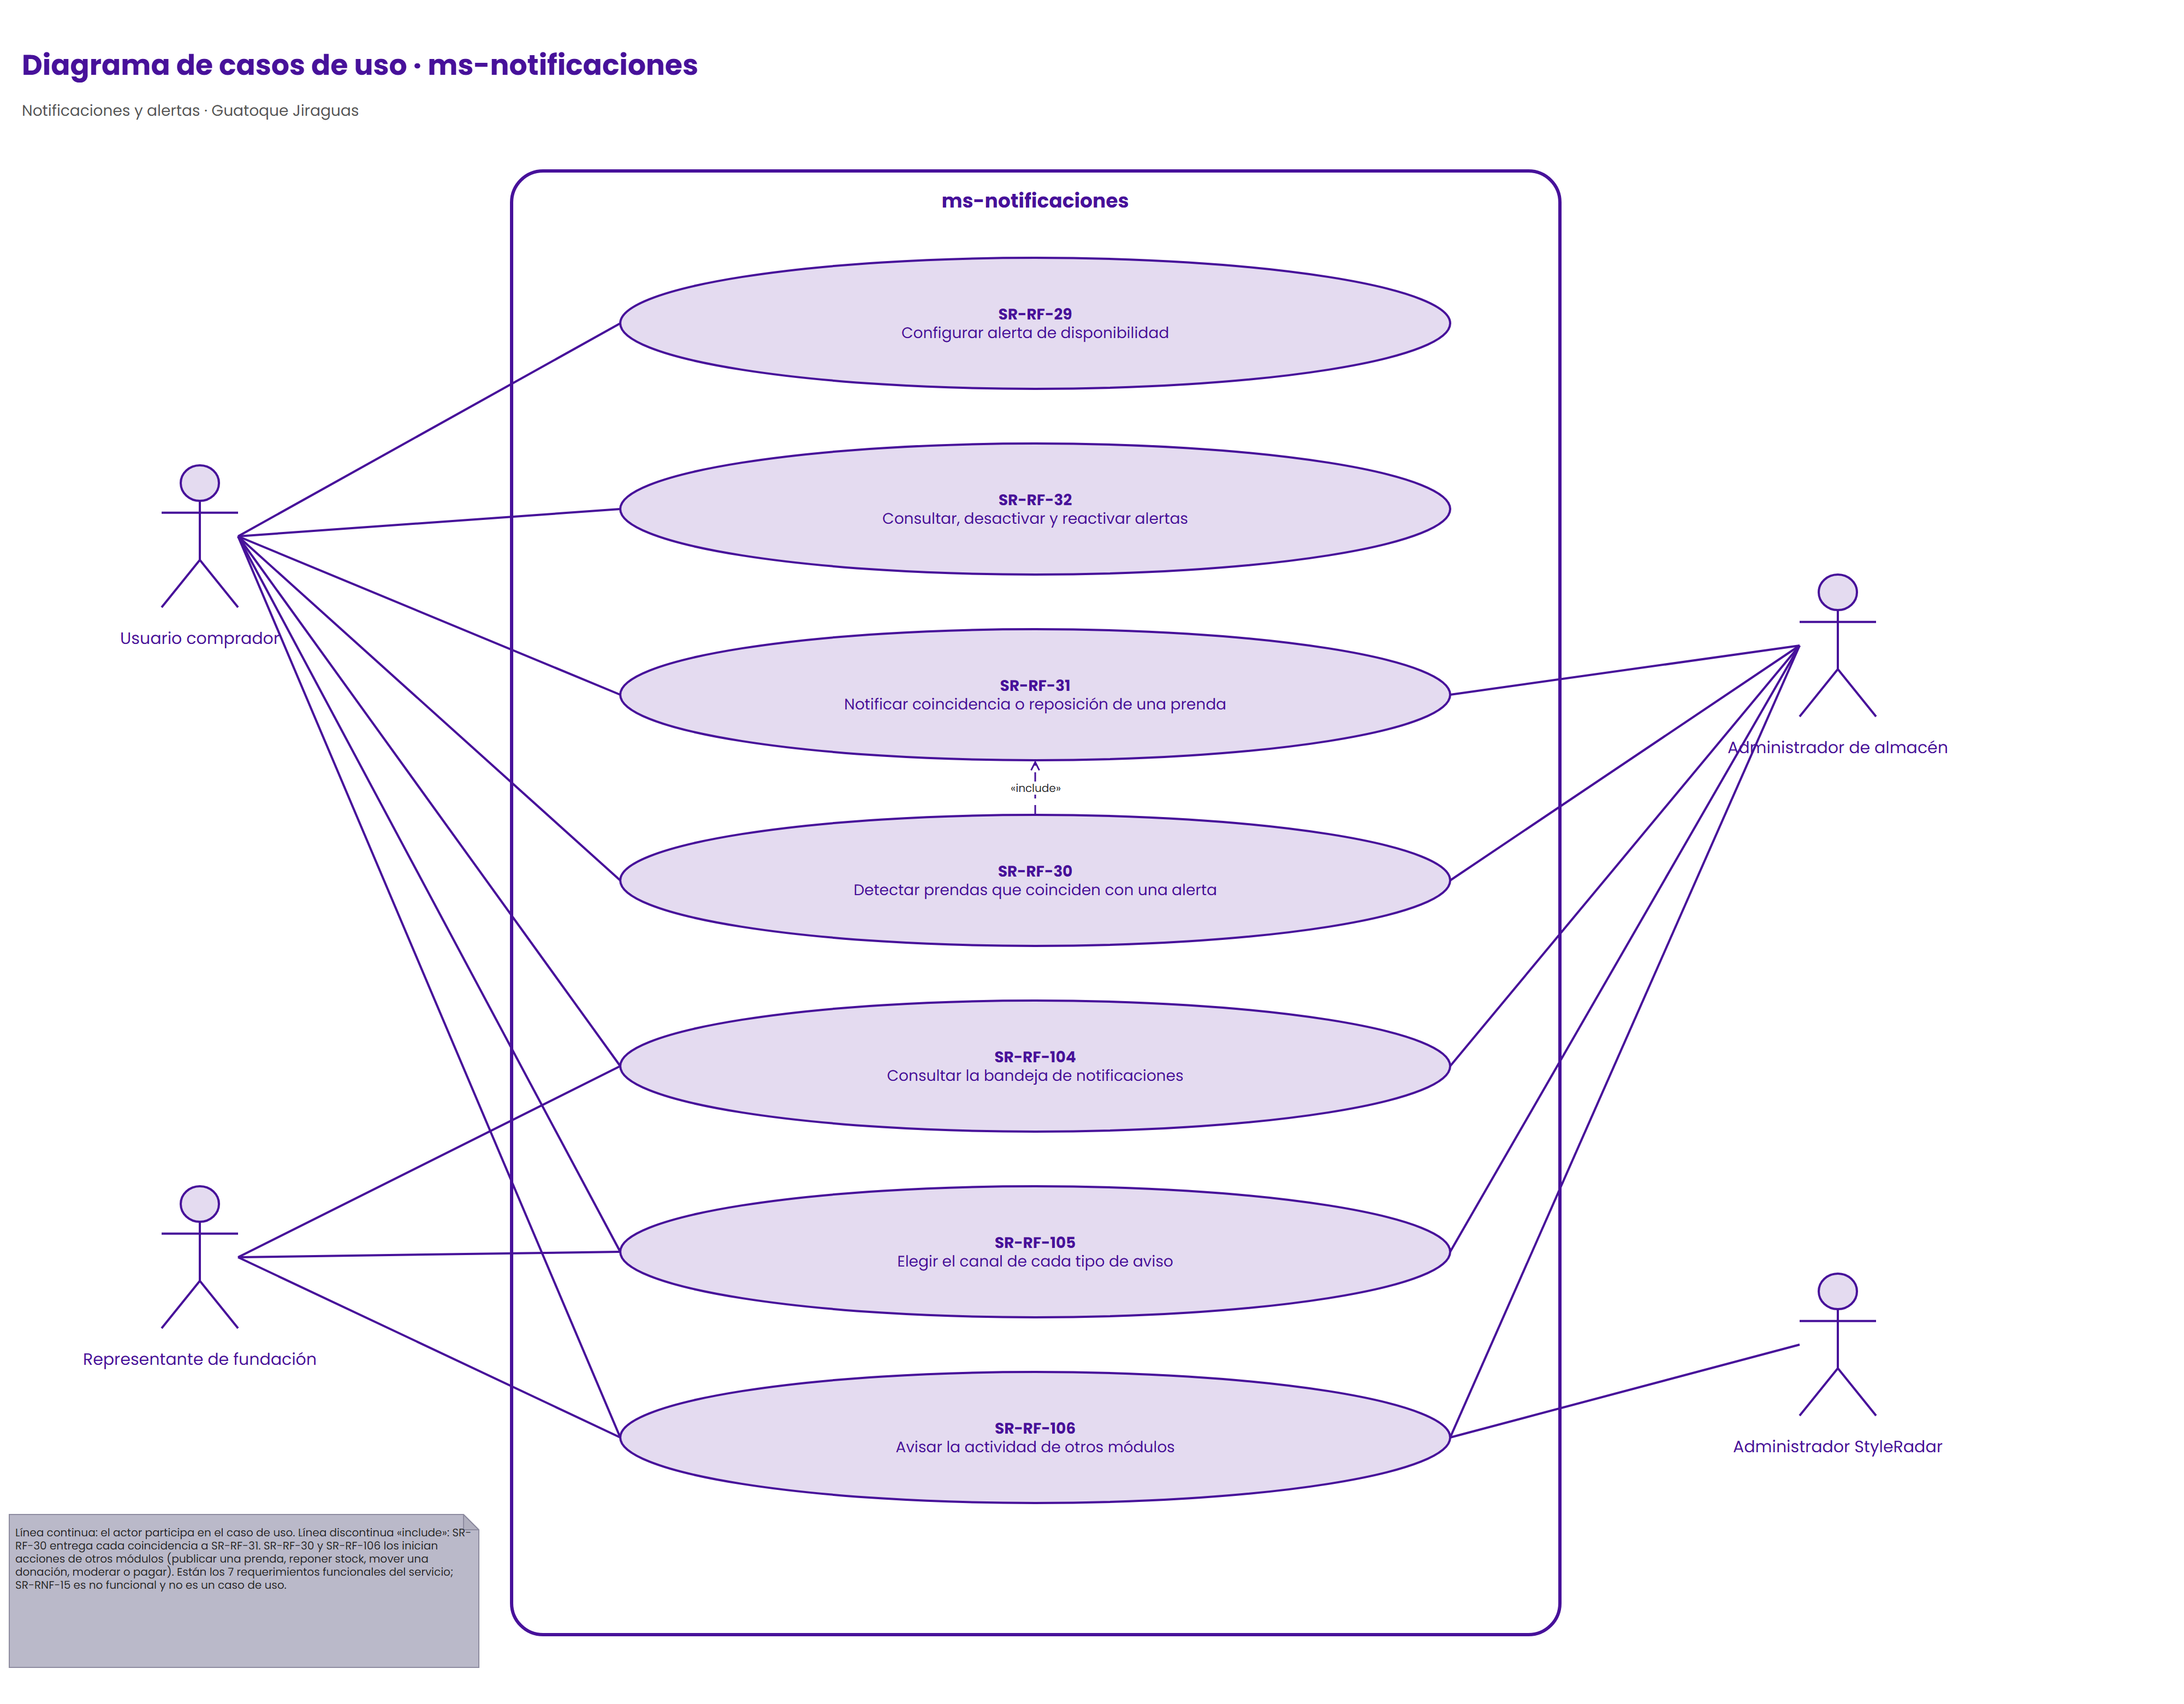 Diagrama de casos de uso · ms-notificaciones
Notificaciones y alertas · Guatoque Jiraguas
ms-notificaciones
SR-RF-29
Configurar alerta de disponibilidad
SR-RF-32
Consultar, desactivar y reactivar alertas
Usuario comprador
SR-RF-31
Notificar coincidencia o reposición de una prenda
Administrador de almacén
«include»
SR-RF-30
Detectar prendas que coinciden con una alerta
SR-RF-104
Consultar la bandeja de notificaciones
SR-RF-105
Elegir el canal de cada tipo de aviso
Representante de fundación
SR-RF-106
Avisar la actividad de otros módulos
Administrador StyleRadar
Línea continua: el actor participa en el caso de uso. Línea discontinua «include»: SR-
RF-30 entrega cada coincidencia a SR-RF-31. SR-RF-30 y SR-RF-106 los inician
acciones de otros módulos (publicar una prenda, reponer stock, mover una
donación, moderar o pagar). Están los 7 requerimientos funcionales del servicio;
SR-RNF-15 es no funcional y no es un caso de uso.